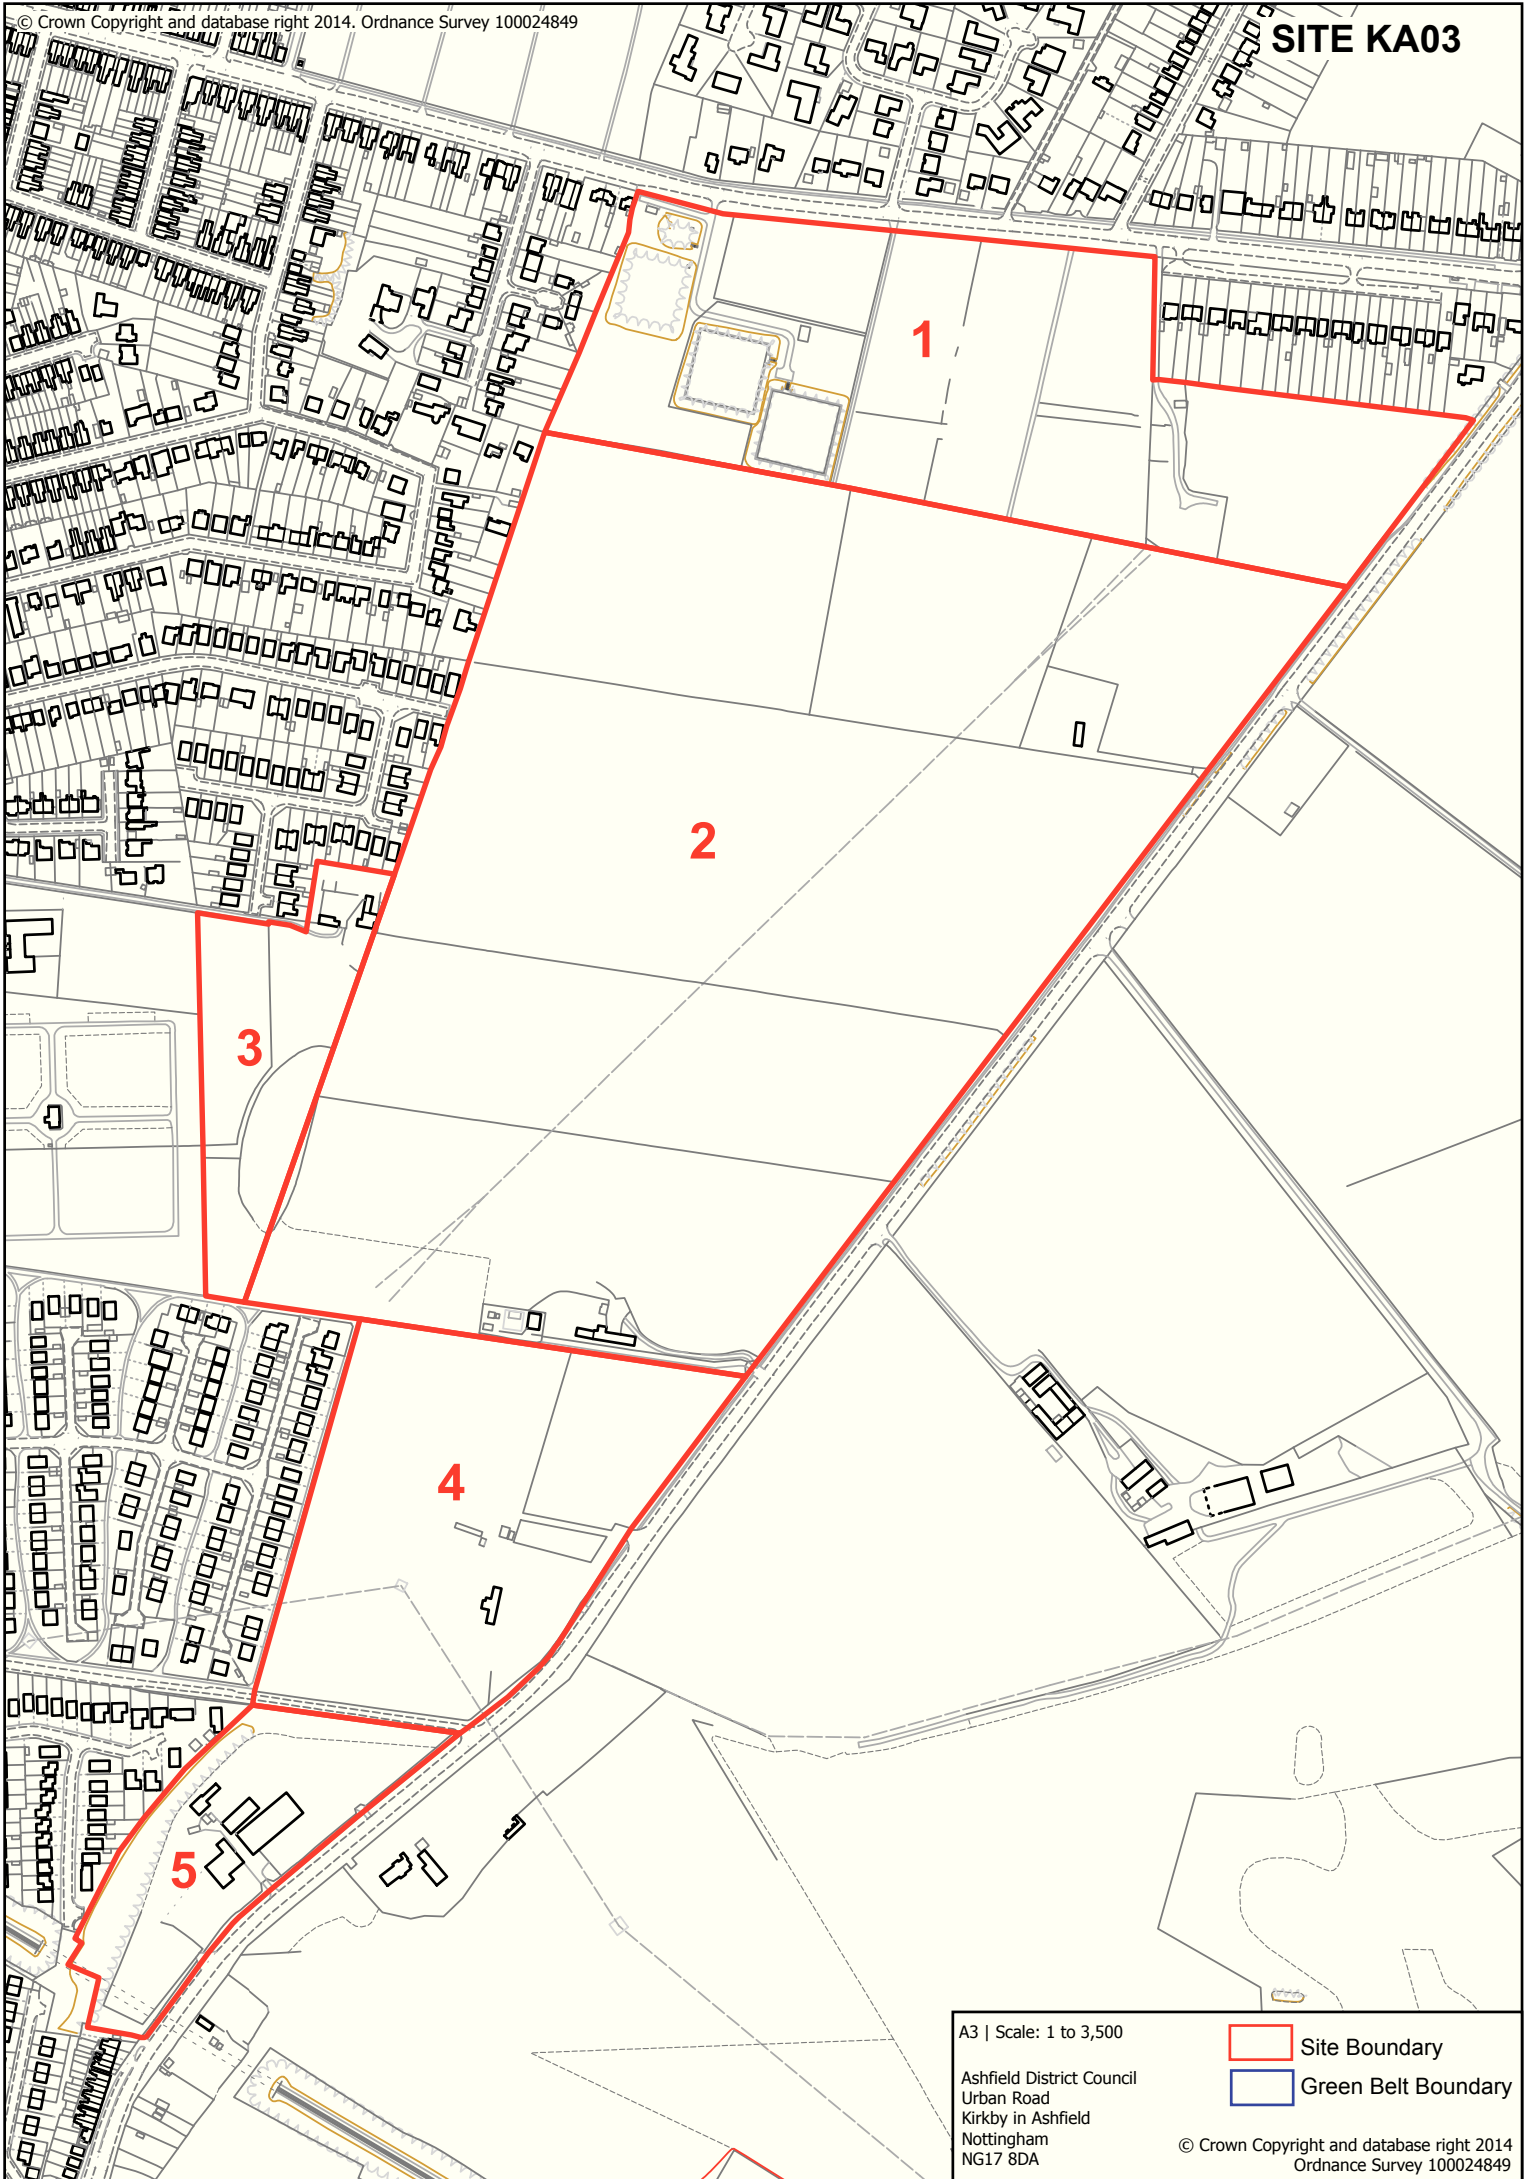 © Crown Copyright and database right 2014. Ordnance Survey 100024849
SITE KA03
1
2
3
4
5
A3 | Scale: 1 to 3,500
Ashfield District Council
Urban Road
Kirkby in Ashfield
Nottingham
NG17 8DA
Site Boundary
Green Belt Boundary
© Crown Copyright and database right 2014
Ordnance Survey 100024849